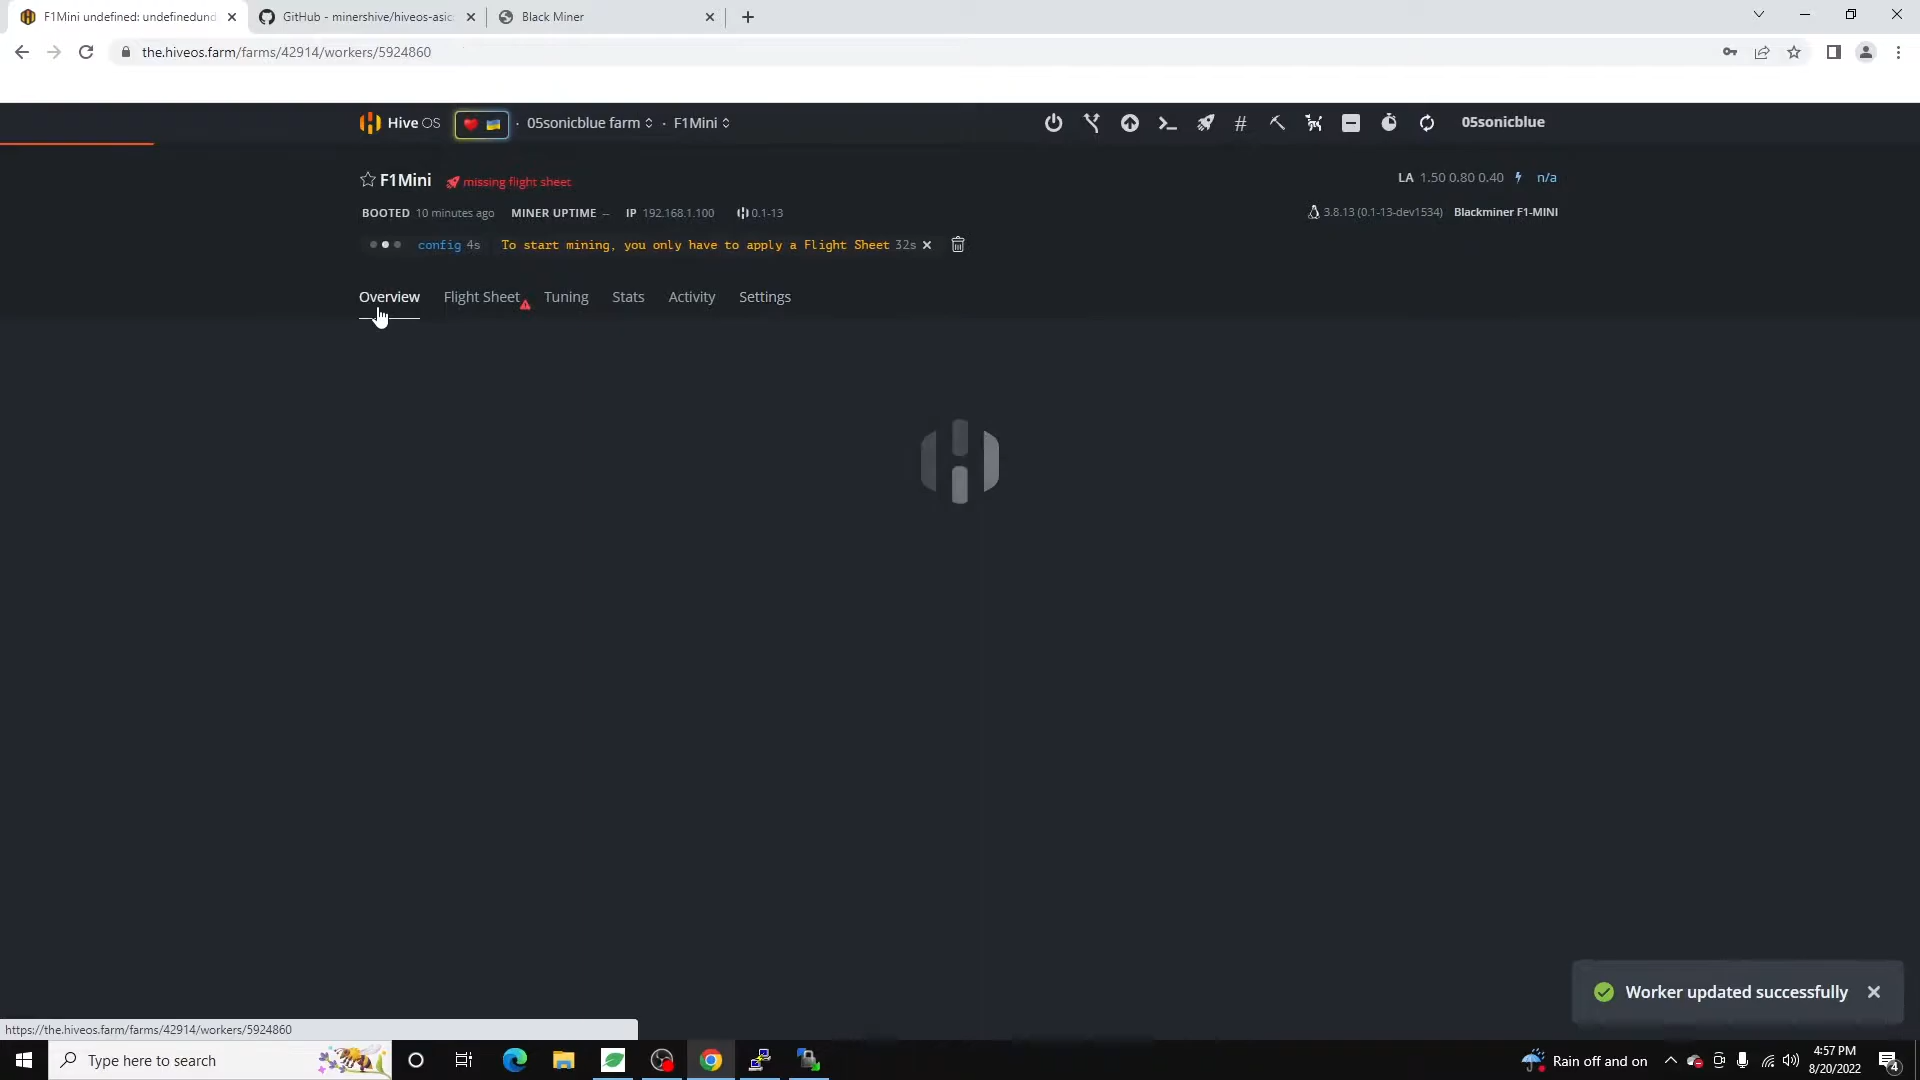 F1Mini undefined: undefinedund
GitHub - minershive/hiveos-asic
Black Miner
the.hiveos.farm/farms/42914/workers/5924860
Hive OS
· 05sonicblue farm · F1Mini
05sonicblue
F1Mini missing flight sheet
LA 1.50 0.80 0.40 n/a
BOOTED 10 minutes ago MINER UPTIME – IP 192.168.1.100 0.1-13
3.8.13 (0.1-13-dev1534) Blackminer F1-MINI
config 4s To start mining, you only have to apply a Flight Sheet 32s
Overview Flight Sheet Tuning Stats Activity Settings
Worker updated successfully
https://the.hiveos.farm/farms/42914/workers/5924860
Type here to search
Rain off and on
4:57 PM
8/20/2022
4